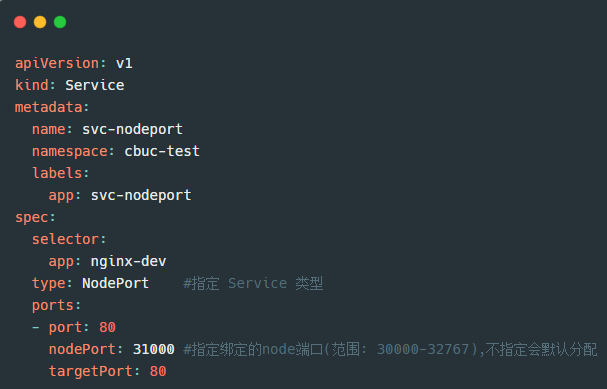 apiVersion: v1
kind: Service
metadata:
  name: svc-nodeport
  namespace: cbuc-test
  labels:
    app: svc-nodeport
spec:
  selector:
    app: nginx-dev
  type: NodePort    #指定 Service 类型
  ports:
  - port: 80
    nodePort: 31000 #指定绑定的node端口(范围: 30000-32767),不指定会默认分配
    targetPort: 80